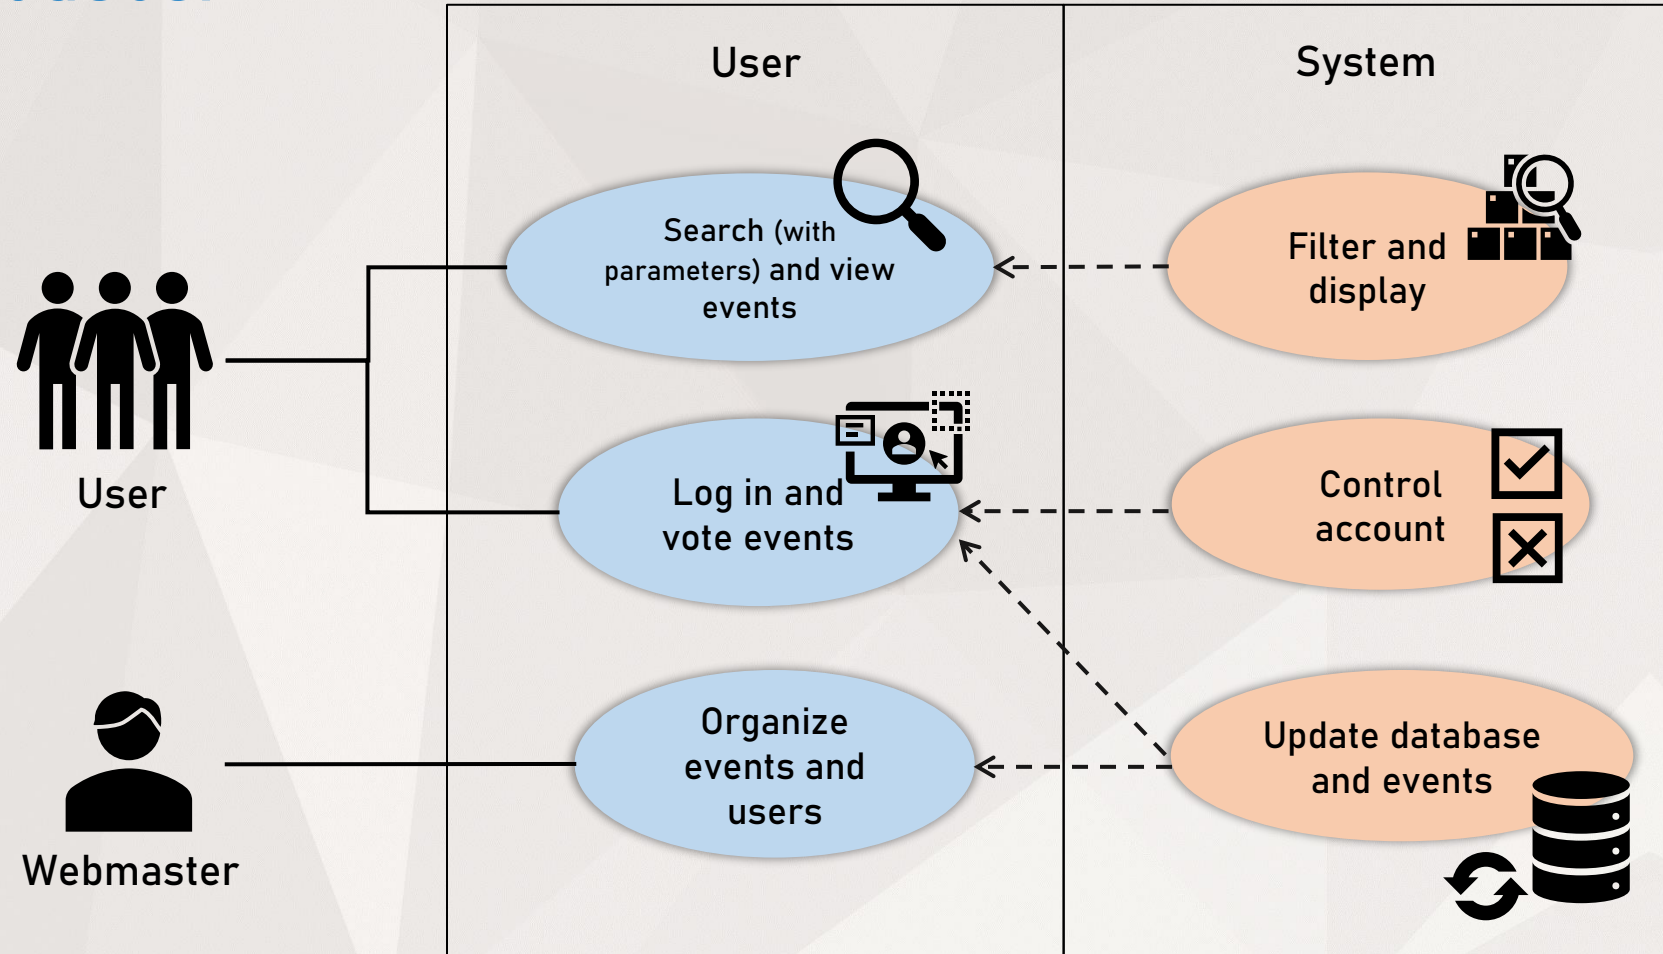 User
System
Search (with
parameters) and view
events
Filter and
display
User
Log in and
vote events
Control
account
Organize
events and
users
Update database
and events
Webmaster